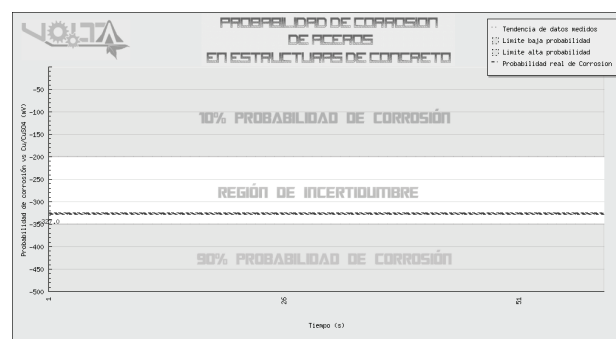 VOLTA
PROBABILIDAD DE CORROSION
DE ACEROS
EN ESTRUCTURAS DE CONCRETO
Tendencia de datos medidos
Limite baja probabilidad
Limite alta probabilidad
Probabilidad real de Corrosion
Probabilidad de corrosión vs Cu/CuSO4 (mV)
-50
-100
-150
-200
-250
-300
-350
-400
-450
-500
10% PROBABILIDAD DE CORROSIÓN
REGIÓN DE INCERTIDUMBRE
90% PROBABILIDAD DE CORROSIÓN
1
26
51
Tiempo (s)